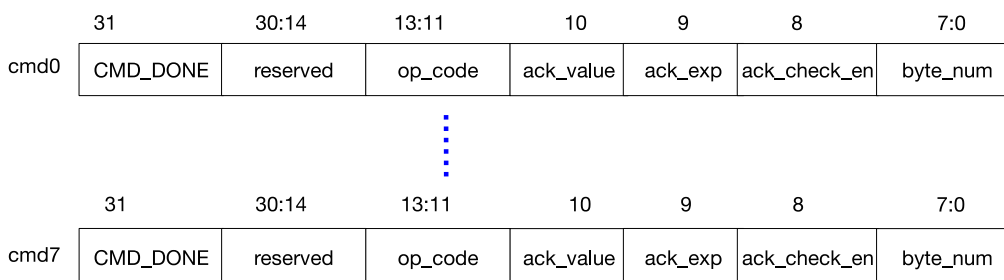 31 30:14 13:11 10 9 8 7:0
cmd0 CMD_DONE reserved op_code ack_value ack_exp ack_check_en byte_num
31 30:14 13:11 10 9 8 7:0
cmd7 CMD_DONE reserved op_code ack_value ack_exp ack_check_en byte_num